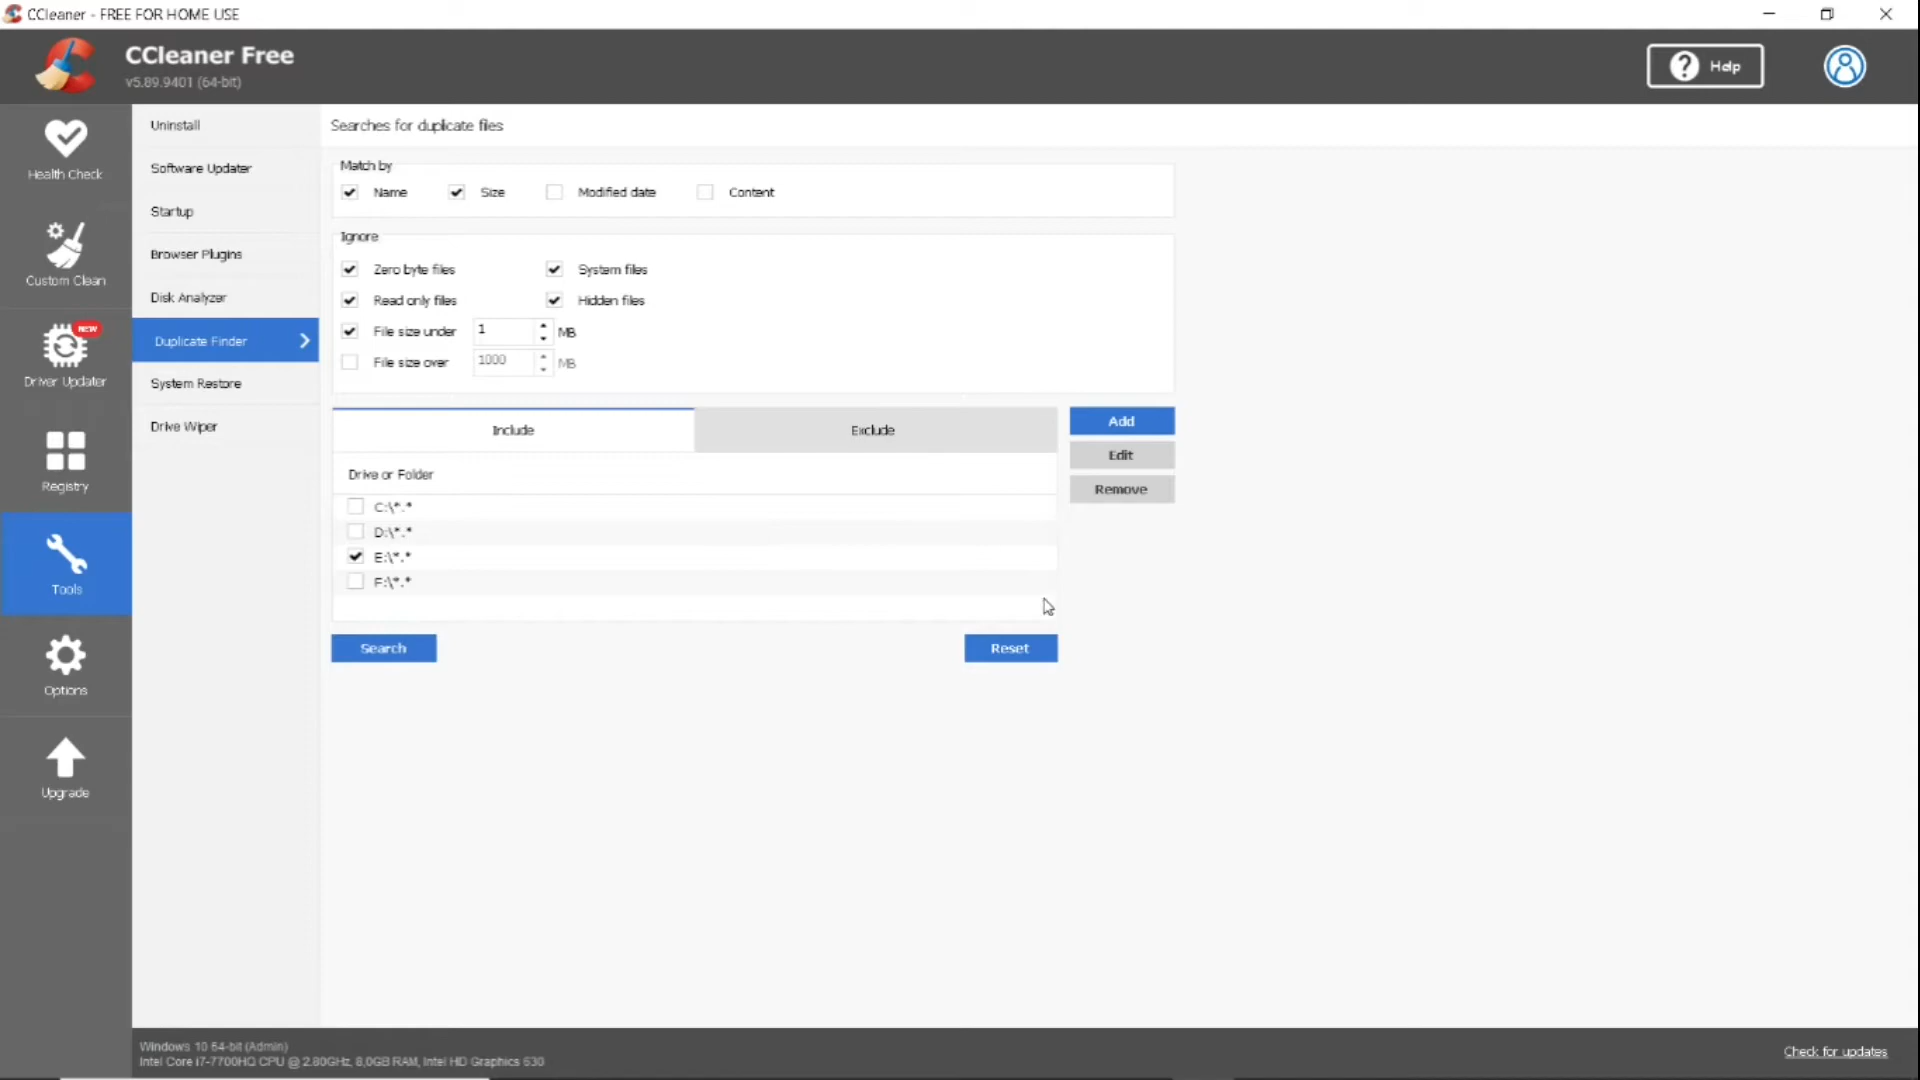 CCleaner - FREE FOR HOME USE
CCleaner Free
v5.89.9401 (64-bit)
Help
Health Check
Custom Clean
NEW
Driver Updater
Registry
Tools
Options
Upgrade
Uninstall
Software Updater
Startup
Browser Plugins
Disk Analyzer
Duplicate Finder
System Restore
Drive Wiper
Searches for duplicate files
Match by
Name Size Modified date Content
Ignore
Zero byte files System files
Read only files Hidden files
File size under 1 MB
File size over 1000 MB
Include Exclude
Drive or Folder
C:\*.*
D:\*.*
E:\*.*
F:\*.*
Add
Edit
Remove
Search Reset
Windows 10 64-bit (Admin)
Intel Core i7-7700HQ CPU @ 2.80GHz, 8,0GB RAM, Intel HD Graphics 630
Check for updates